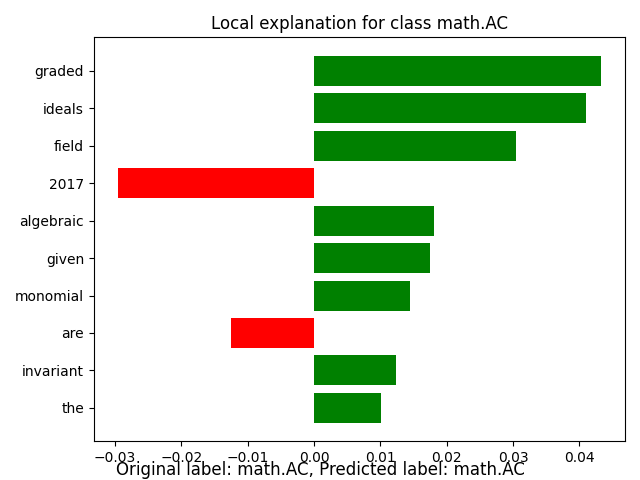 Local explanation for class math.AC
graded
ideals
field
2017
algebraic
given
monomial
are
invariant
the
−0.03 −0.02 −0.01 0.00 0.01 0.02 0.03 0.04
Original label: math.AC, Predicted label: math.AC